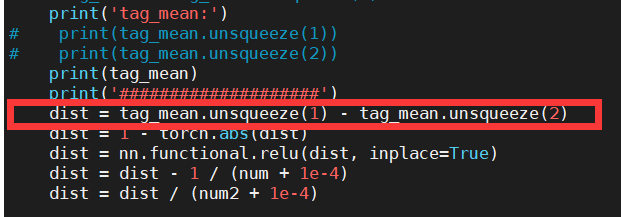 print('tag_mean:')
#    print(tag_mean.unsqueeze(1))
#    print(tag_mean.unsqueeze(2))
print(tag_mean)
print('####################')
dist = tag_mean.unsqueeze(1) - tag_mean.unsqueeze(2)
dist = 1 - torch.abs(dist)
dist = nn.functional.relu(dist, inplace=True)
dist = dist - 1 / (num + 1e-4)
dist = dist / (num2 + 1e-4)